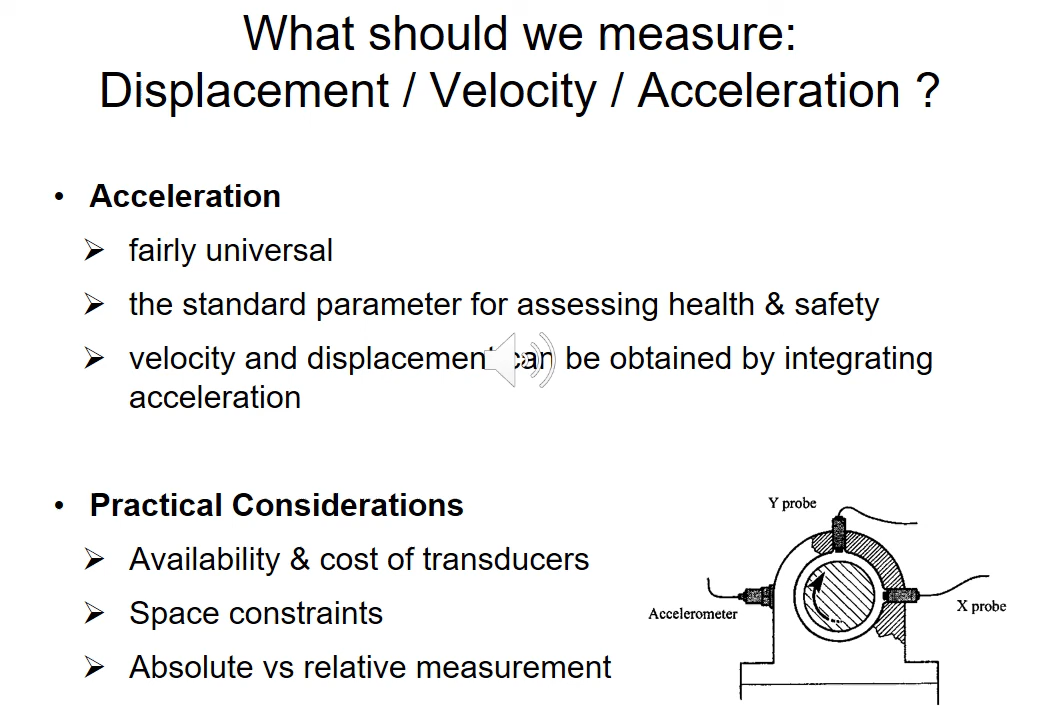 What should we measure:
Displacement / Velocity / Acceleration ?
• Acceleration
➢ fairly universal
➢ the standard parameter for assessing health & safety
➢ velocity and displacement can be obtained by integrating
acceleration
• Practical Considerations
➢ Availability & cost of transducers
➢ Space constraints
➢ Absolute vs relative measurement
Y probe
Accelerometer
X probe